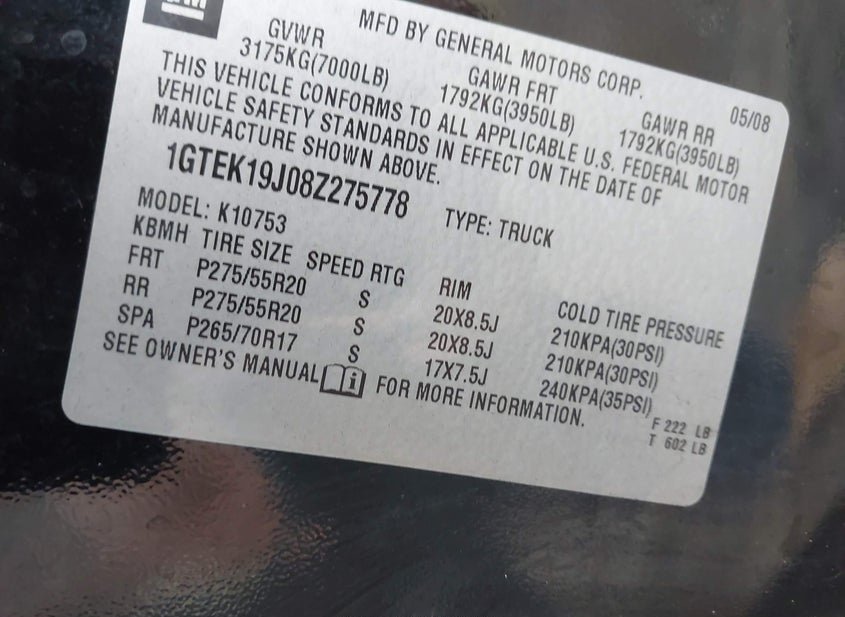 GM
MFD BY GENERAL MOTORS CORP.
05/08
GVWR GAWR FRT GAWR RR
3175KG(7000LB) 1792KG(3950LB) 1792KG(3950LB)
THIS VEHICLE CONFORMS TO ALL APPLICABLE U.S. FEDERAL MOTOR
VEHICLE SAFETY STANDARDS IN EFFECT ON THE DATE OF
MANUFACTURE SHOWN ABOVE.
1GTEK19J08Z275778 TYPE: TRUCK
MODEL: K10753
KBMH TIRE SIZE SPEED RTG RIM COLD TIRE PRESSURE
FRT P275/55R20 S 20X8.5J 210KPA(30PSI)
RR P275/55R20 S 20X8.5J 210KPA(30PSI)
SPA P265/70R17 S 17X7.5J 240KPA(35PSI)
SEE OWNER'S MANUAL i FOR MORE INFORMATION.
F 222 LB
T 602 LB